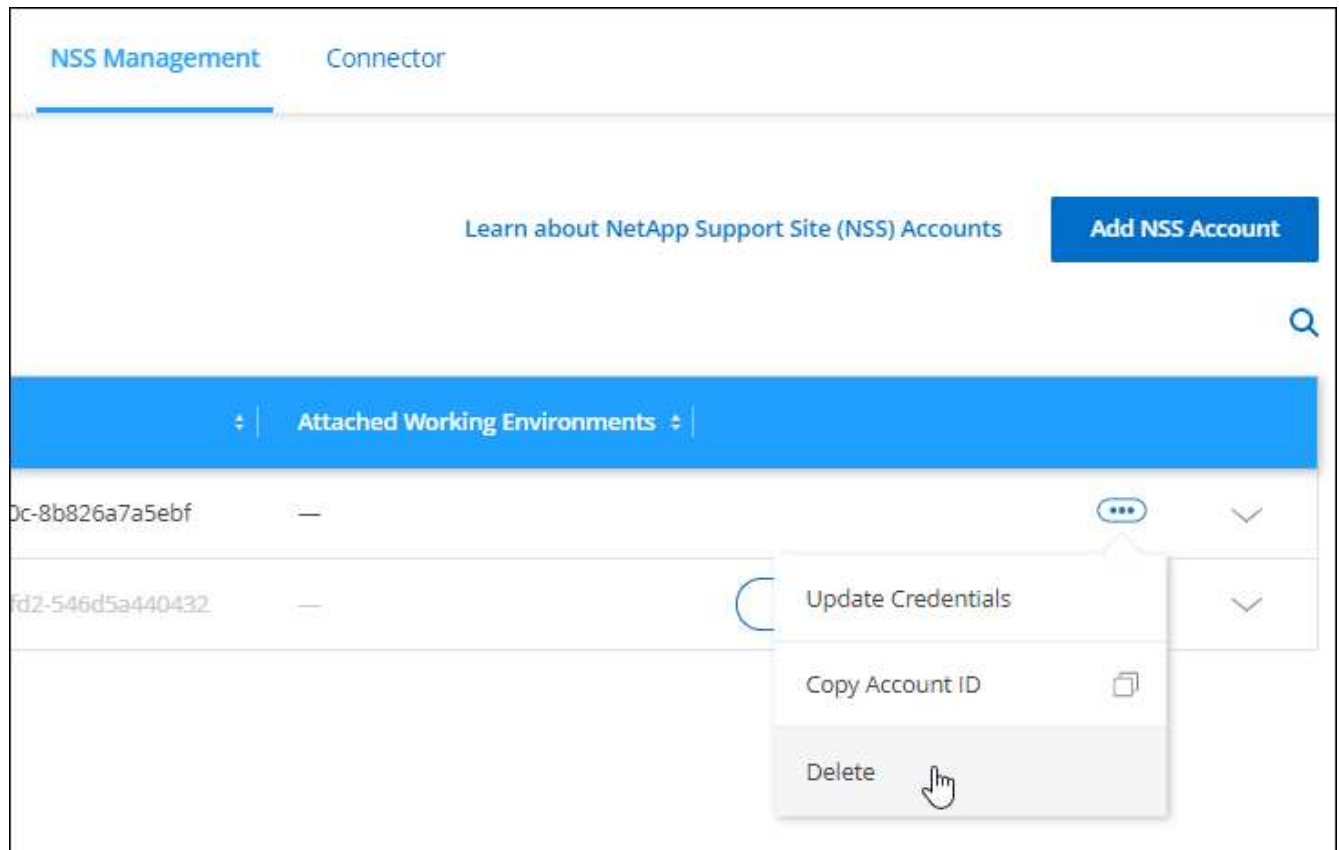 NSS Management Connector
Learn about NetApp Support Site (NSS) Accounts Add NSS Account
Attached Working Environments
0c-8b826a7a5ebf —
fd2-546d5a440432 —
Update Credentials
Copy Account ID
Delete